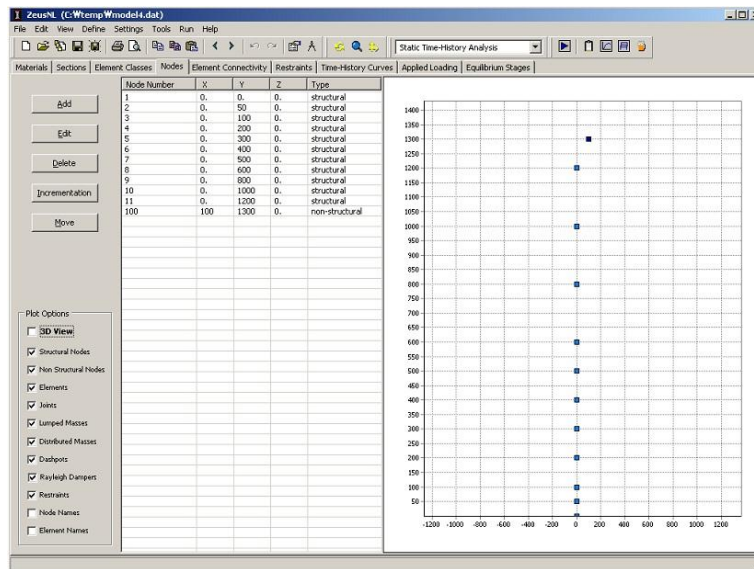 ZeusNL (C:₩temp₩model4.dat)
File Edit View Define Settings Tools Run Help
Static Time-History Analysis
Materials Sections Element Classes Nodes Element Connectivity Restraints Time-History Curves Applied Loading Equilibrium Stages
Add
Edit
Delete
Incrementation
Move
Node Number X Y Z Type
1 0. 0. 0. structural
2 0. 50 0. structural
3 0. 100 0. structural
4 0. 200 0. structural
5 0. 300 0. structural
6 0. 400 0. structural
7 0. 500 0. structural
8 0. 600 0. structural
9 0. 800 0. structural
10 0. 1000 0. structural
11 0. 1200 0. structural
100 100 1300 0. non-structural
Plot Options
3D View
Structural Nodes
Non Structural Nodes
Elements
Joints
Lumped Masses
Distributed Masses
Dashpots
Rayleigh Dampers
Restraints
Node Names
Element Names
1400
1350
1300
1250
1200
1150
1100
1050
1000
950
900
850
800
750
700
650
600
550
500
450
400
350
300
250
200
150
100
50
-1200 -1000 -800 -600 -400 -200 0 200 400 600 800 1000 1200